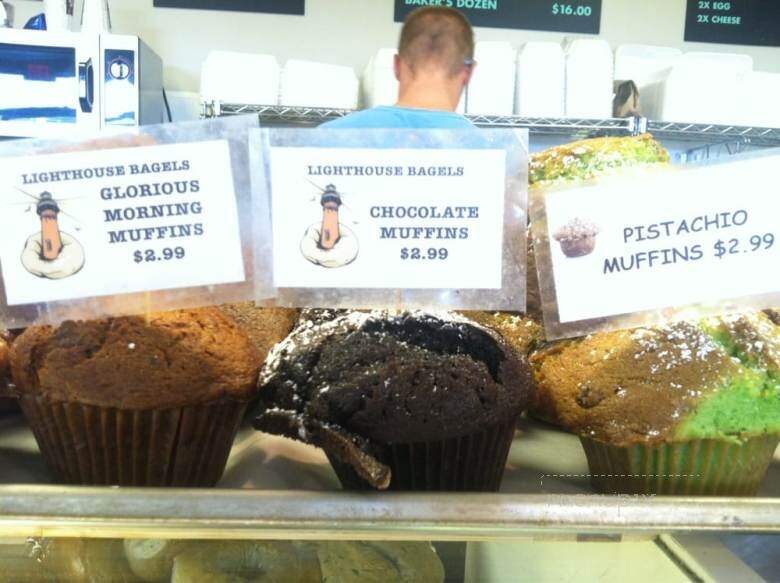 BAKER'S DOZEN $16.00
2X EGG
2X CHEESE
LIGHTHOUSE BAGELS
GLORIOUS
MORNING
MUFFINS
$2.99
LIGHTHOUSE BAGELS
CHOCOLATE
MUFFINS
$2.99
PISTACHIO
MUFFINS $2.99